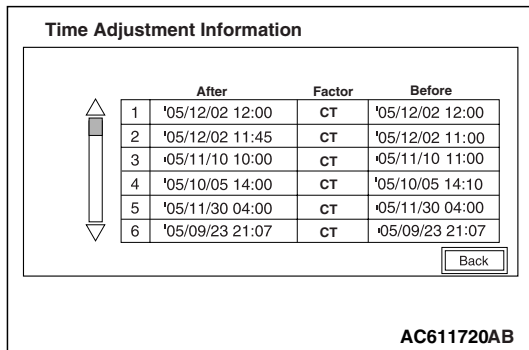 Time Adjustment Information
After Factor Before
1 '05/12/02 12:00 CT '05/12/02 12:00
2 '05/12/02 11:45 CT '05/12/02 11:00
3 '05/11/10 10:00 CT '05/11/10 11:00
4 '05/10/05 14:00 CT '05/10/05 14:10
5 '05/11/30 04:00 CT '05/11/30 04:00
6 '05/09/23 21:07 CT '05/09/23 21:07
Back
AC611720AB